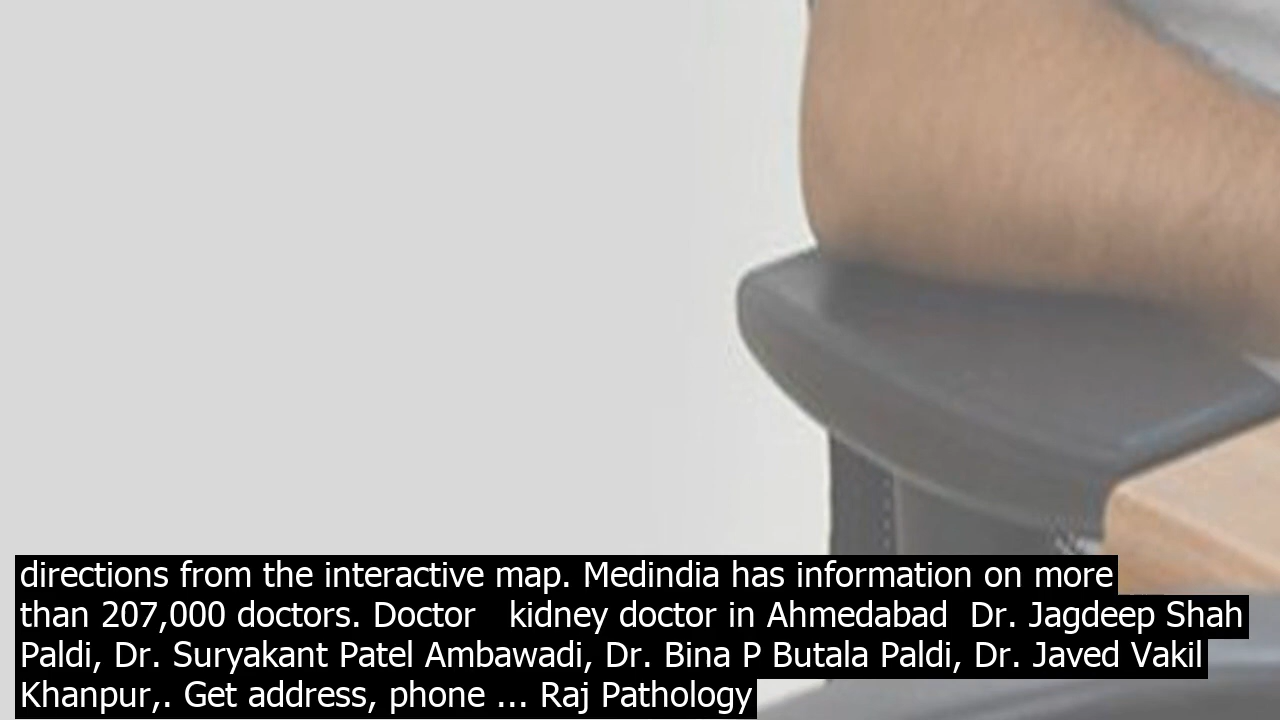 directions from the interactive map. Medindia has information on more
than 207,000 doctors. Doctor   kidney doctor in Ahmedabad  Dr. Jagdeep Shah
Paldi, Dr. Suryakant Patel Ambawadi, Dr. Bina P Butala Paldi, Dr. Javed Vakil
Khanpur,. Get address, phone ... Raj Pathology